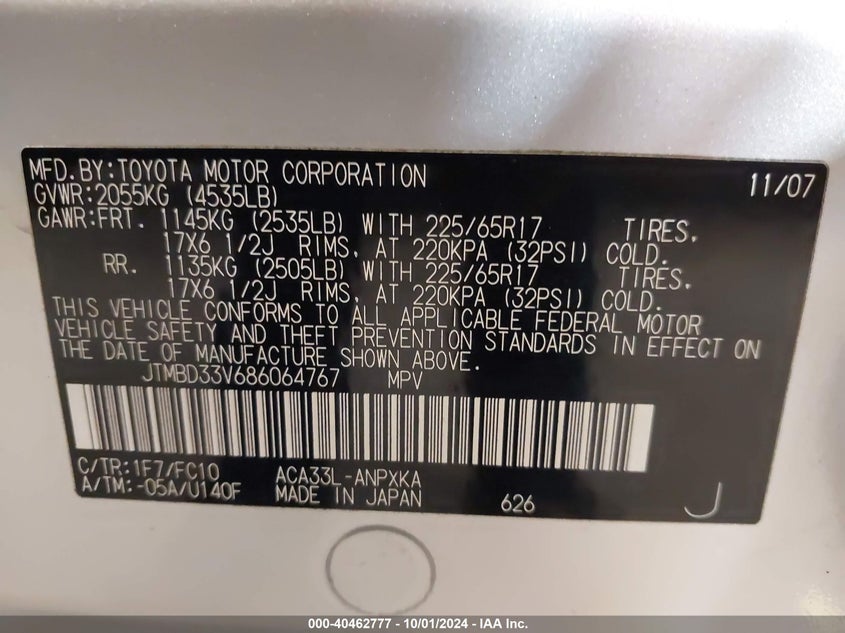 MFD.BY:TOYOTA MOTOR CORPORATION 11/07
GVWR:2055KG (4535LB)
GAWR:FRT. 1145KG (2535LB) WITH 225/65R17 TIRES,
17X6 1/2J RIMS, AT 220KPA (32PSI) COLD.
RR. 1135KG (2505LB) WITH 225/65R17 TIRES,
17X6 1/2J RIMS, AT 220KPA (32PSI) COLD.
THIS VEHICLE CONFORMS TO ALL APPLICABLE FEDERAL MOTOR
VEHICLE SAFETY AND THEFT PREVENTION STANDARDS IN EFFECT ON
THE DATE OF MANUFACTURE SHOWN ABOVE.
JTMBD33V686064767 MPV
C/TR:1F7/FC10 ACA33L-ANPXKA
A/TM:-05A/U140F MADE IN JAPAN 626 J
000-40462777 - 10/01/2024 - IAA Inc.